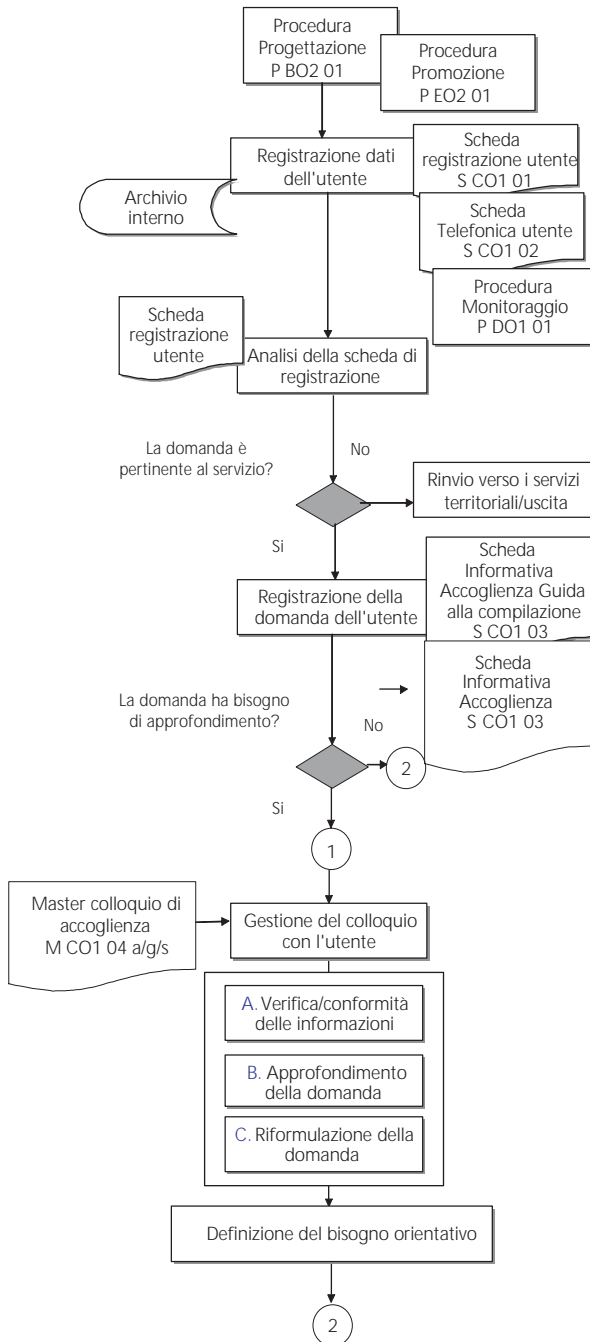 Procedura
Progettazione
P BO2 01
Procedura
Promozione
P EO2 01
Registrazione dati
dell'utente
Scheda
registrazione utente
S CO1 01
Archivio
interno
Scheda
Telefonica utente
S CO1 02
Procedura
Monitoraggio
P DO1 01
Scheda
registrazione
utente
Analisi della scheda di
registrazione
La domanda è
pertinente al servizio?
No
Rinvio verso i servizi
territoriali/uscita
Si
Registrazione della
domanda dell'utente
Scheda
Informativa
Accoglienza Guida
alla compilazione
S CO1 03
Scheda
Informativa
Accoglienza
S CO1 03
La domanda ha bisogno
di approfondimento?
No
2
Si
1
Master colloquio di
accoglienza
M CO1 04 a/g/s
Gestione del colloquio
con l'utente
A. Verifica/conformità
delle informazioni
B. Approfondimento
della domanda
C. Riformulazione della
domanda
Definizione del bisogno orientativo
2